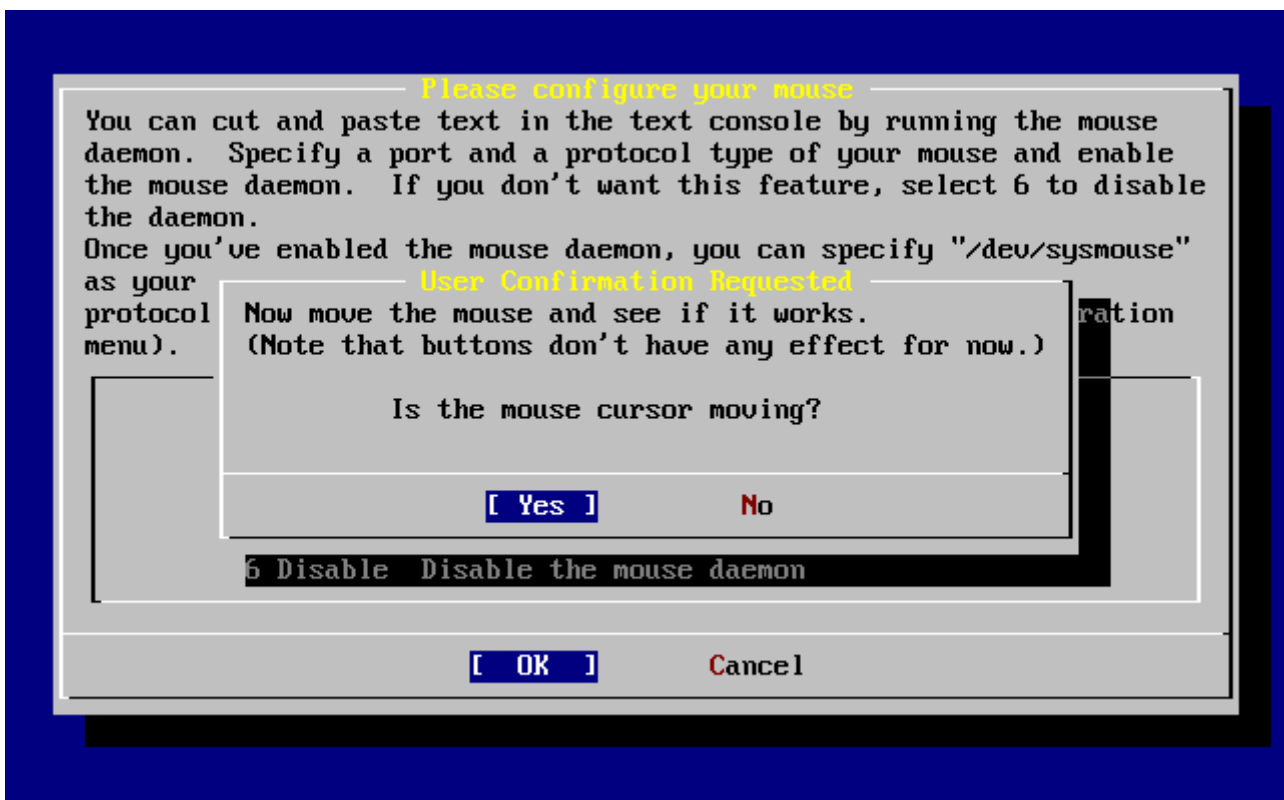 Please configure your mouse
You can cut and paste text in the text console by running the mouse
daemon.  Specify a port and a protocol type of your mouse and enable
the mouse daemon.  If you don't want this feature, select 6 to disable
the daemon.
Once you've enabled the mouse daemon, you can specify "/dev/sysmouse"
as your
User Confirmation Requested
protocol
ration
menu).
Now move the mouse and see if it works.
(Note that buttons don't have any effect for now.)
Is the mouse cursor moving?
[ Yes ]    No
6 Disable  Disable the mouse daemon
[  OK  ]    Cancel